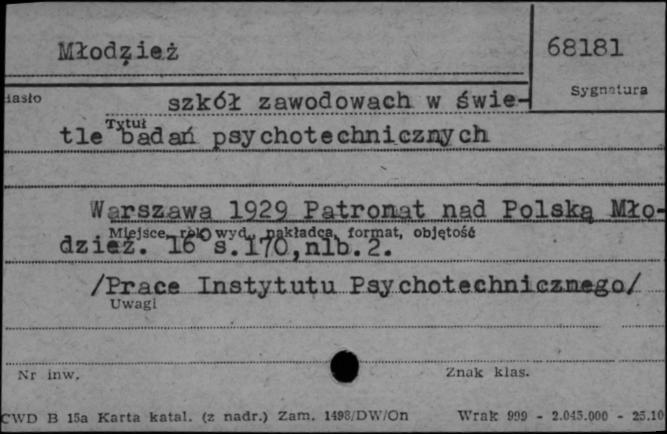 Młodzież
68181
Sygnatura
szkół zawodowach w świe-
Tytuł
tle badań psychotechnicznych
Warszawa 1929 Patronat nad Polską Mło-
Miejsce, rok wyd., nakładca, format, objętość
dzież. 16° s.170,nlb.2.
/Prace Instytutu Psychotechnicznego/
Uwagi
Nr inw.
Znak klas.
CWD B 15a Karta katal. (z nadr.) Zam. 1498/DW/On
Wrak 999 - 2.045.000 - 25.10